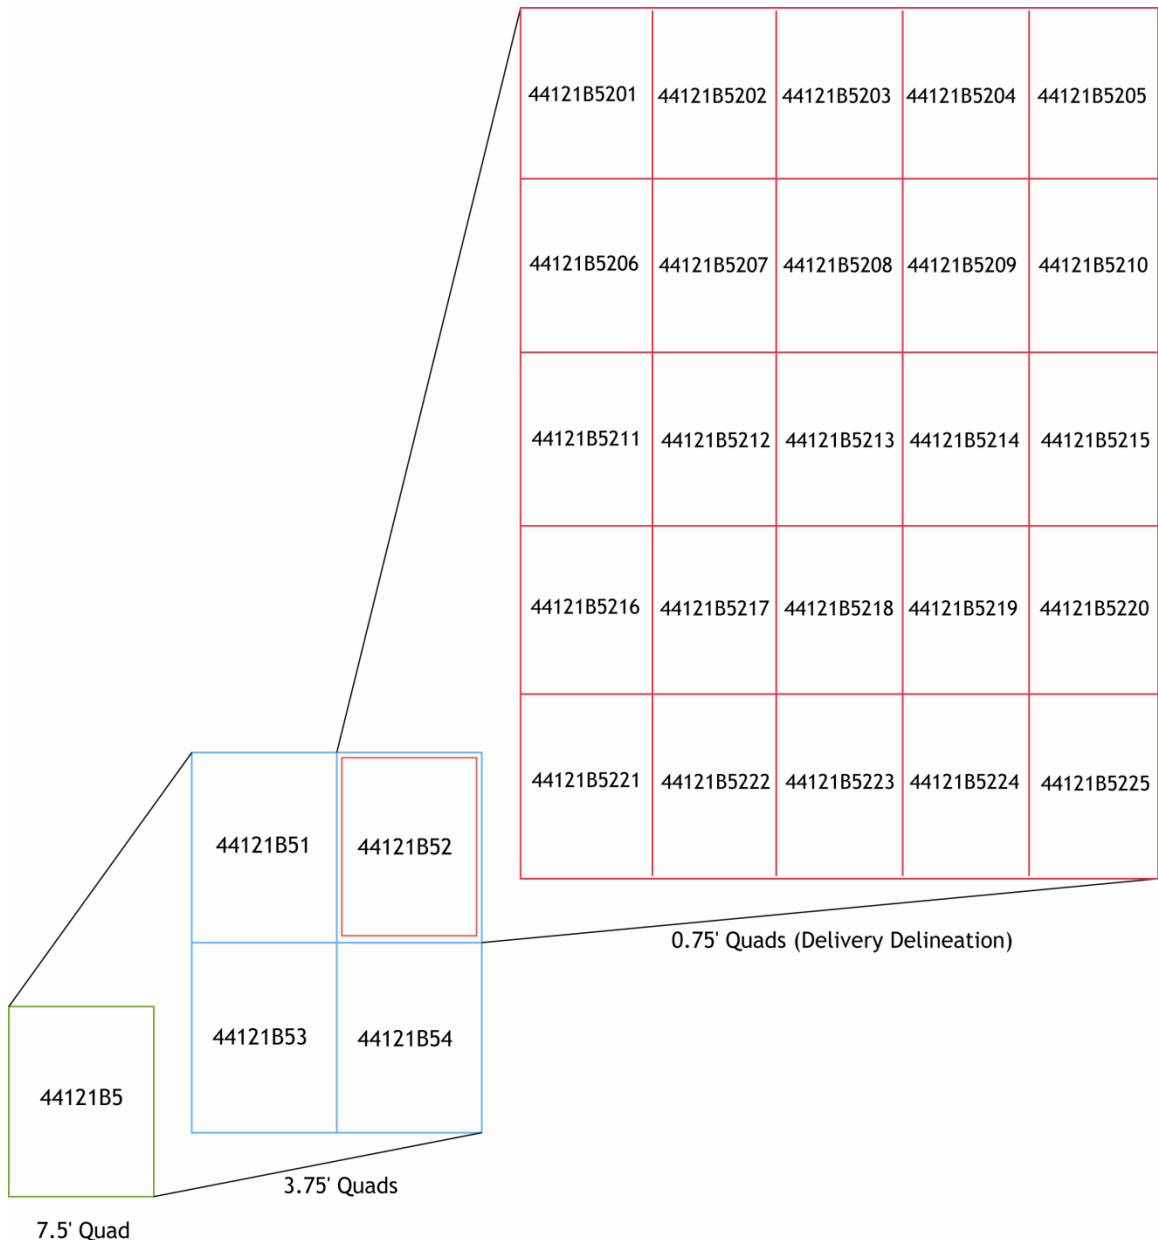 44121B5201 44121B5202 44121B5203 44121B5204 44121B5205
44121B5206 44121B5207 44121B5208 44121B5209 44121B5210
44121B5211 44121B5212 44121B5213 44121B5214 44121B5215
44121B5216 44121B5217 44121B5218 44121B5219 44121B5220
44121B5221 44121B5222 44121B5223 44121B5224 44121B5225
0.75' Quads (Delivery Delineation)
44121B51 44121B52
44121B53 44121B54
3.75' Quads
44121B5
7.5' Quad